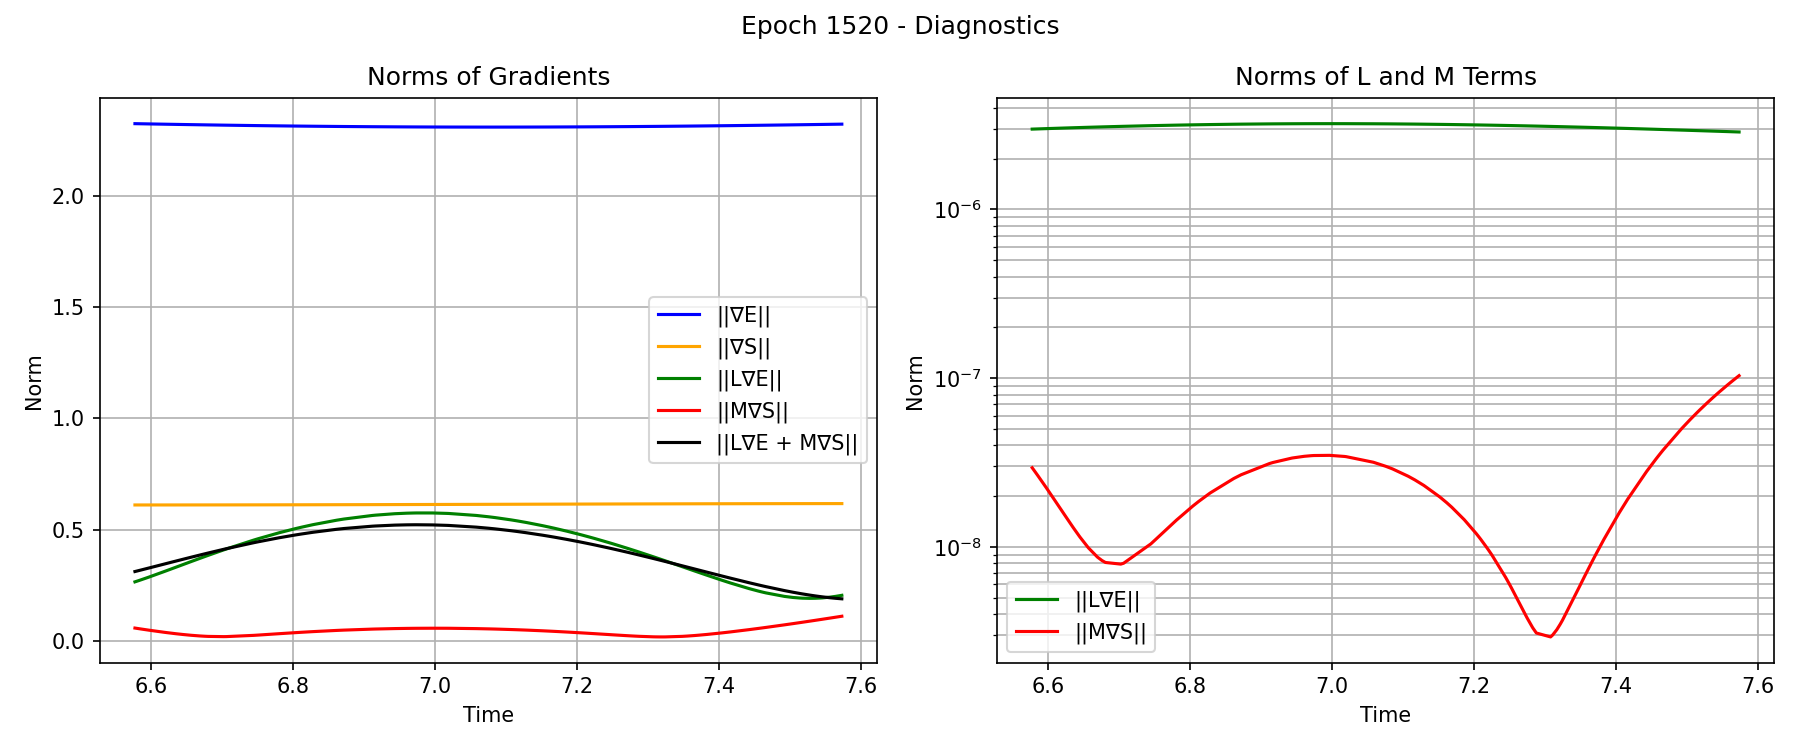 Epoch 1520 - Diagnostics
Norms of Gradients
Norm
2.0
1.5
1.0
0.5
0.0
||∇E||
||∇S||
||L∇E||
||M∇S||
||L∇E + M∇S||
6.6 6.8 7.0 7.2 7.4 7.6
Time
Norms of L and M Terms
Norm
10⁻⁶
10⁻⁷
10⁻⁸
||L∇E||
||M∇S||
6.6 6.8 7.0 7.2 7.4 7.6
Time